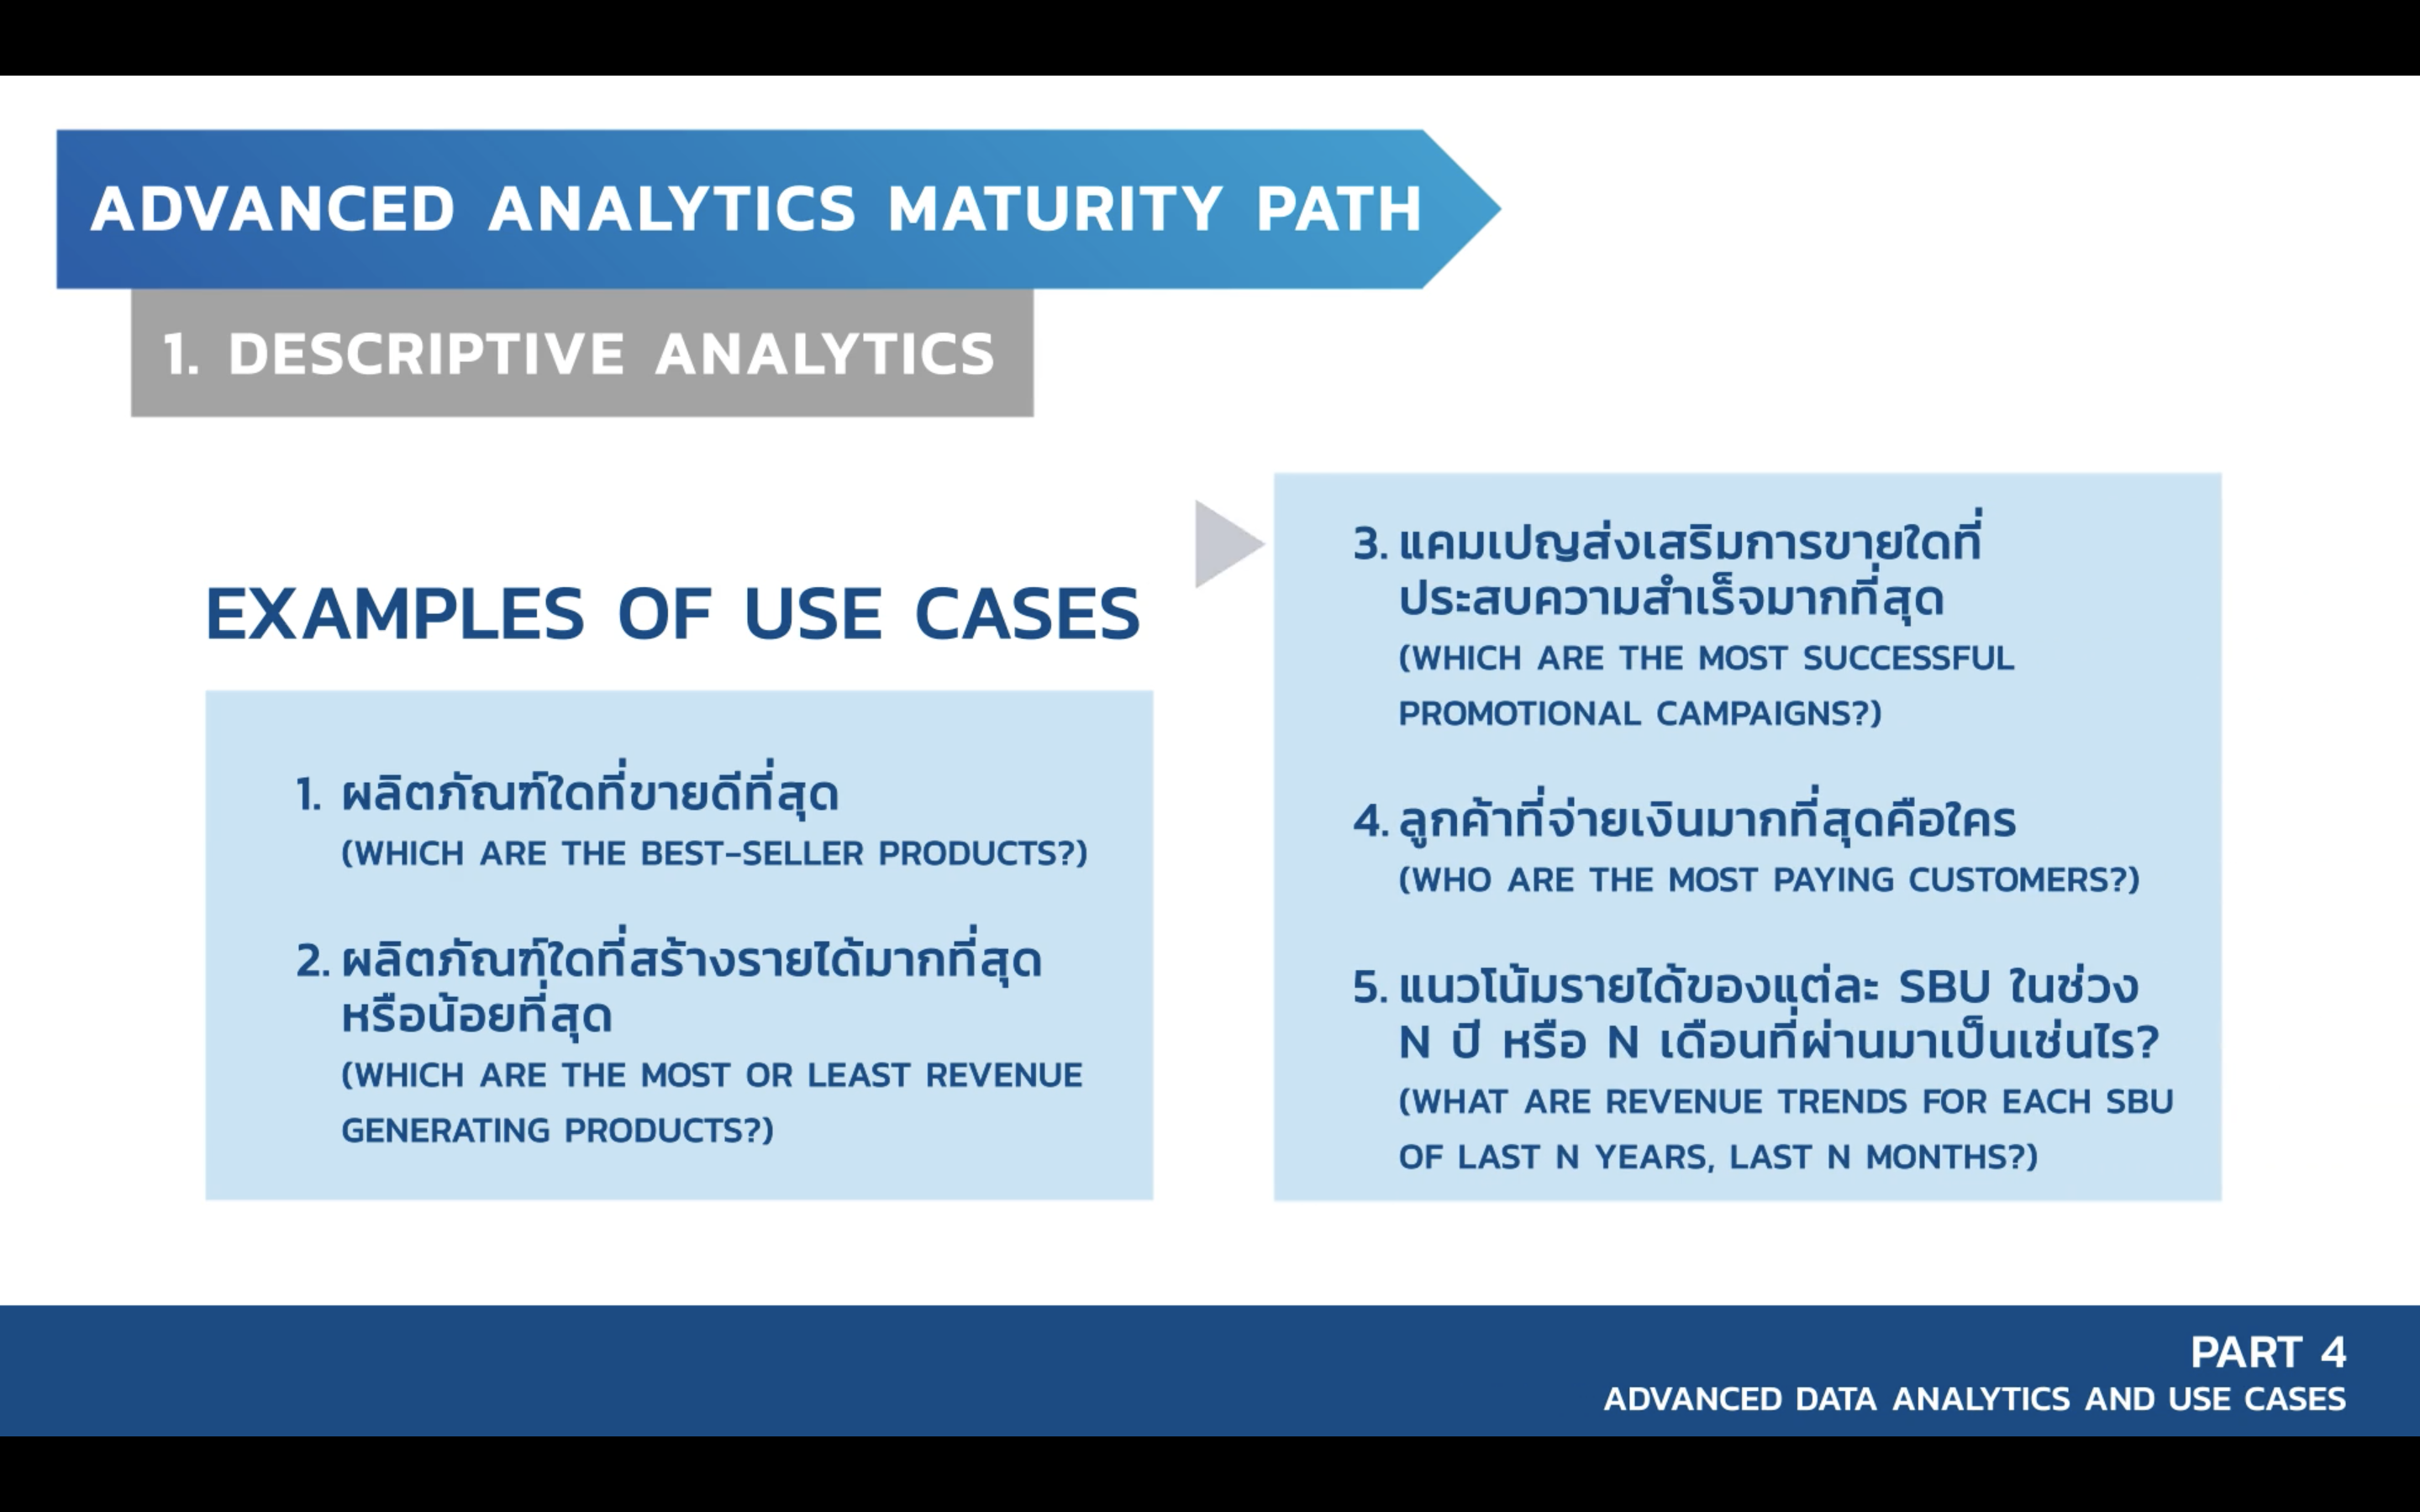 ADVANCED ANALYTICS MATURITY PATH
1. DESCRIPTIVE ANALYTICS
EXAMPLES OF USE CASES
1. ผลิตภัณฑ์ใดที่ขายดีที่สุด
(WHICH ARE THE BEST-SELLER PRODUCTS?)
2. ผลิตภัณฑ์ใดที่สร้างรายได้มากที่สุด
หรือน้อยที่สุด
(WHICH ARE THE MOST OR LEAST REVENUE
GENERATING PRODUCTS?)
3. แคมเปญส่งเสริมการขายใดที่
ประสบความสำเร็จมากที่สุด
(WHICH ARE THE MOST SUCCESSFUL
PROMOTIONAL CAMPAIGNS?)
4. ลูกค้าที่จ่ายเงินมากที่สุดคือใคร
(WHO ARE THE MOST PAYING CUSTOMERS?)
5. แนวโน้มรายได้ของแต่ละ SBU ในช่วง
N ปี หรือ N เดือนที่ผ่านมาเป็นเช่นไร?
(WHAT ARE REVENUE TRENDS FOR EACH SBU
OF LAST N YEARS, LAST N MONTHS?)
PART 4
ADVANCED DATA ANALYTICS AND USE CASES